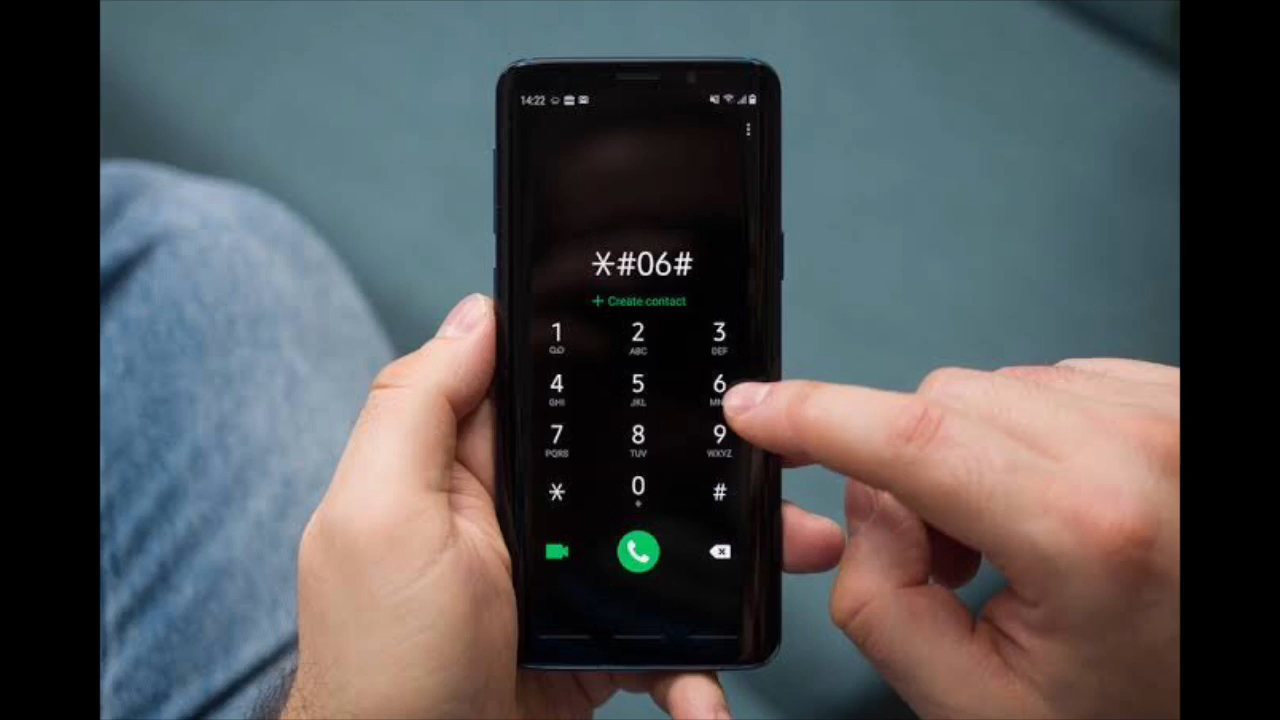 14:22
*#06#
+ Create contact
1 2 3
ABC DEF
4 5 6
GHI JKL MN
7 8 9
PQRS TUV WXYZ
* 0 #
+